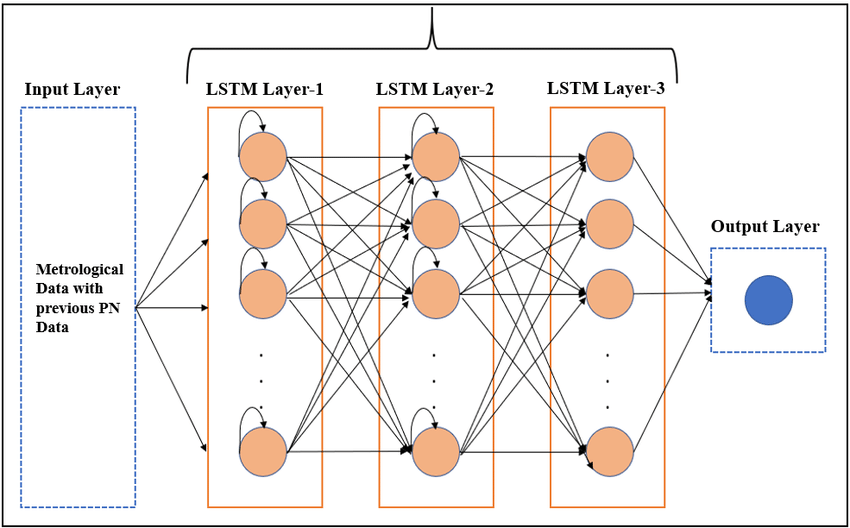 Input Layer
LSTM Layer-1
LSTM Layer-2
LSTM Layer-3
Output Layer
Metrological
Data with
previous PN
Data